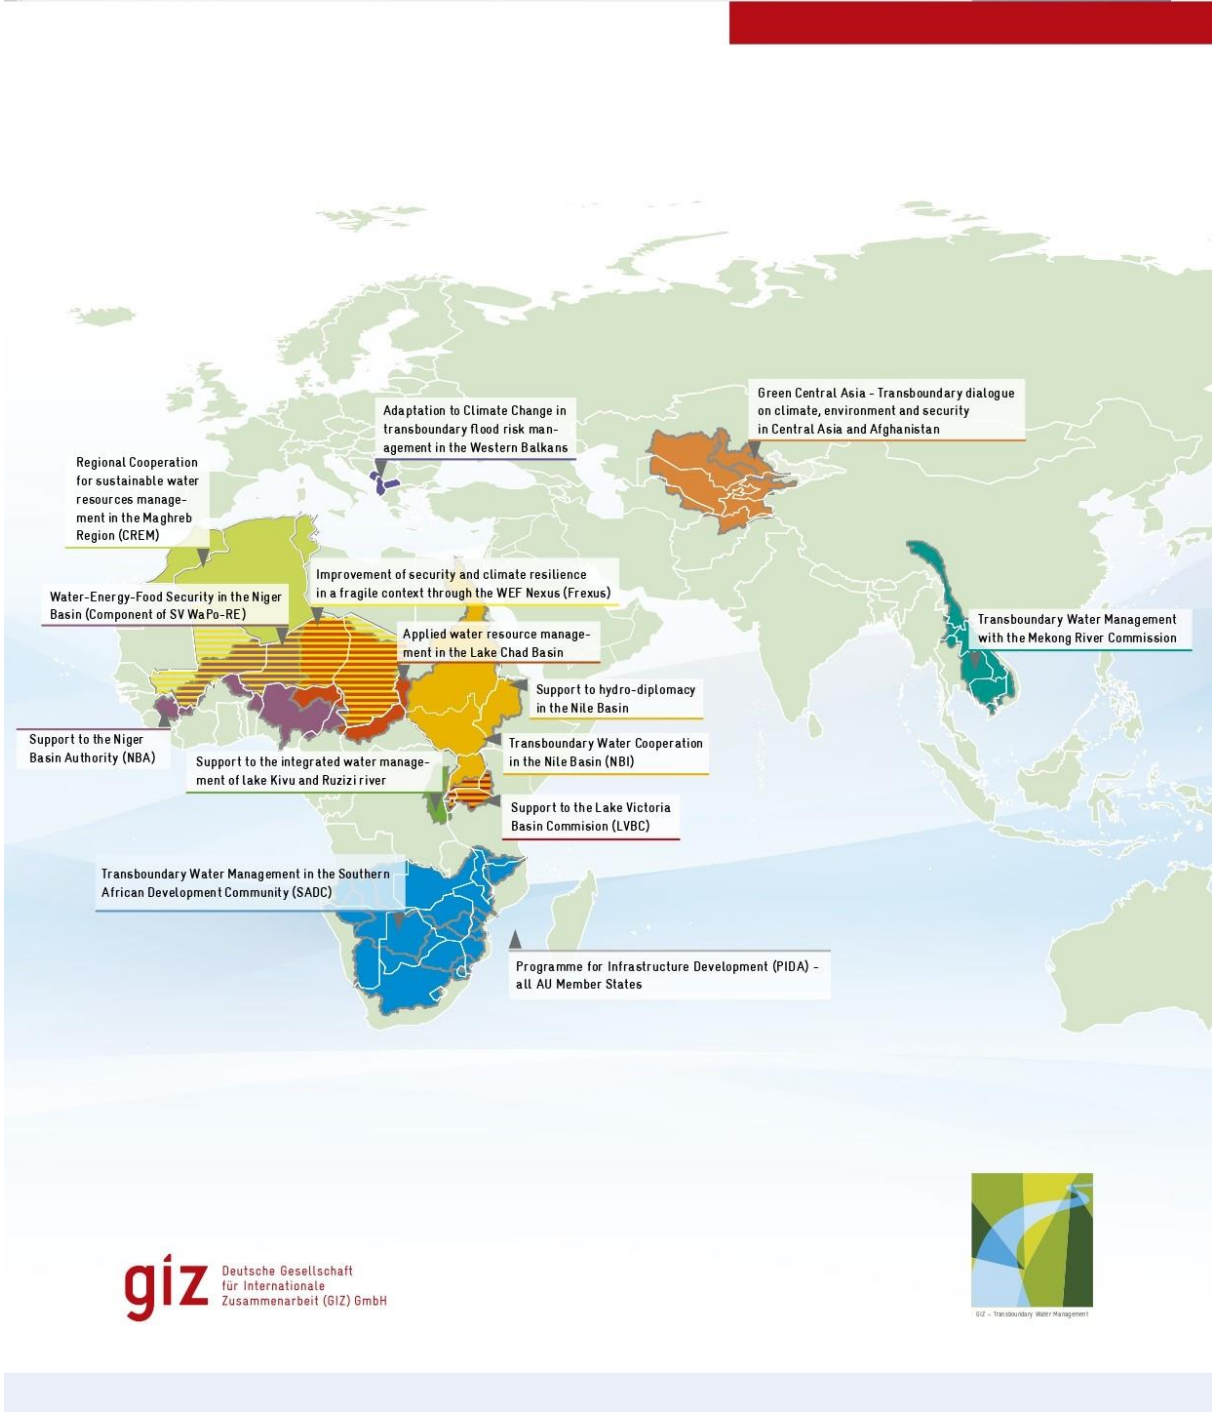 Green Central Asia - Transboundary dialogue
on climate, environment and security
in Central Asia and Afghanistan
Adaptation to Climate Change in
transboundary flood risk man-
agement in the Western Balkans
Regional Cooperation
for sustainable water
resources manage-
ment in the Maghreb
Region (CREM)
Improvement of security and climate resilience
in a fragile context through the WEF Nexus (Frexus)
Water-Energy-Food Security in the Niger
Basin (Component of SV WaPo-RE)
Transboundary Water Management
with the Mekong River Commission
Applied water resource manage-
ment in the Lake Chad Basin
Support to hydro-diplomacy
in the Nile Basin
Support to the Niger
Basin Authority (NBA)
Transboundary Water Cooperation
in the Nile Basin (NBI)
Support to the integrated water manage-
ment of lake Kivu and Ruzizi river
Support to the Lake Victoria
Basin Commision (LVBC)
Transboundary Water Management in the Southern
African Development Community (SADC)
Programme for Infrastructure Development (PIDA) -
all AU Member States
giz
Deutsche Gesellschaft
für Internationale
Zusammenarbeit (GIZ) GmbH
GIZ - Transboundary Water Management